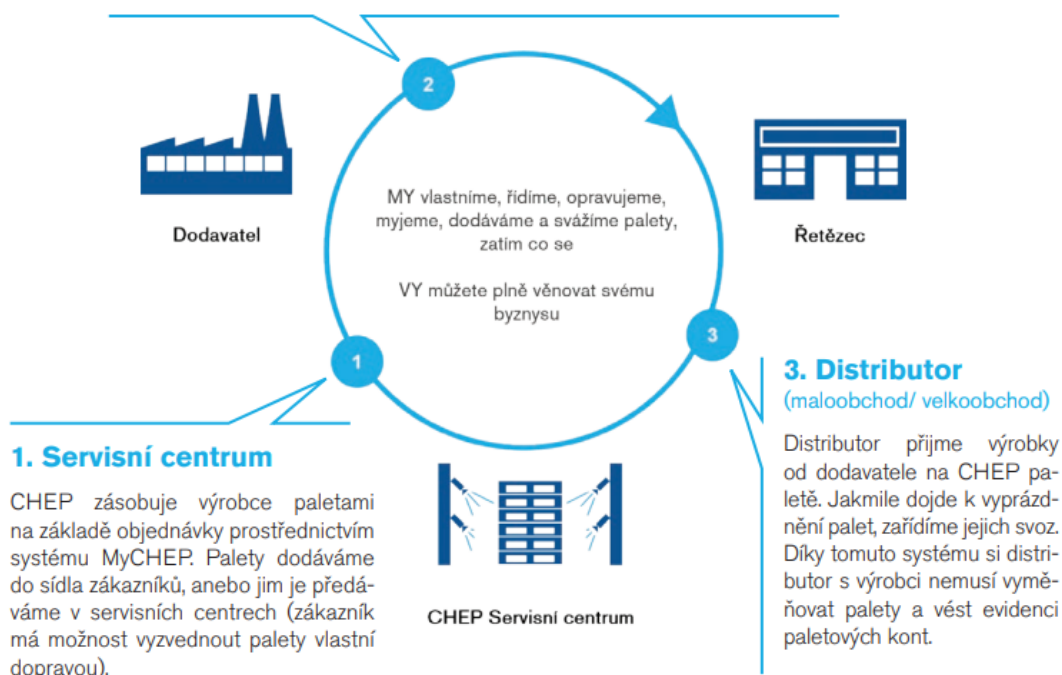 2
Dodavatel
Řetězec
MY vlastníme, řídíme, opravujeme,
myjeme, dodáváme a svážíme palety,
zatím co se
VY můžete plně věnovat svému
byznysu
1
3
1. Servisní centrum
CHEP zásobuje výrobce paletami
na základě objednávky prostřednictvím
systému MyCHEP. Palety dodáváme
do sídla zákazníků, anebo jim je předá-
váme v servisních centrech (zákazník
má možnost vyzvednout palety vlastní
dopravou).
CHEP Servisní centrum
3. Distributor
(maloobchod/ velkoobchod)
Distributor přijme výrobky
od dodavatele na CHEP pa-
letě. Jakmile dojde k vyprázd-
nění palet, zařídíme jejich svoz.
Díky tomuto systému si distri-
butor s výrobci nemusí vymě-
ňovat palety a vést evidenci
paletových kont.